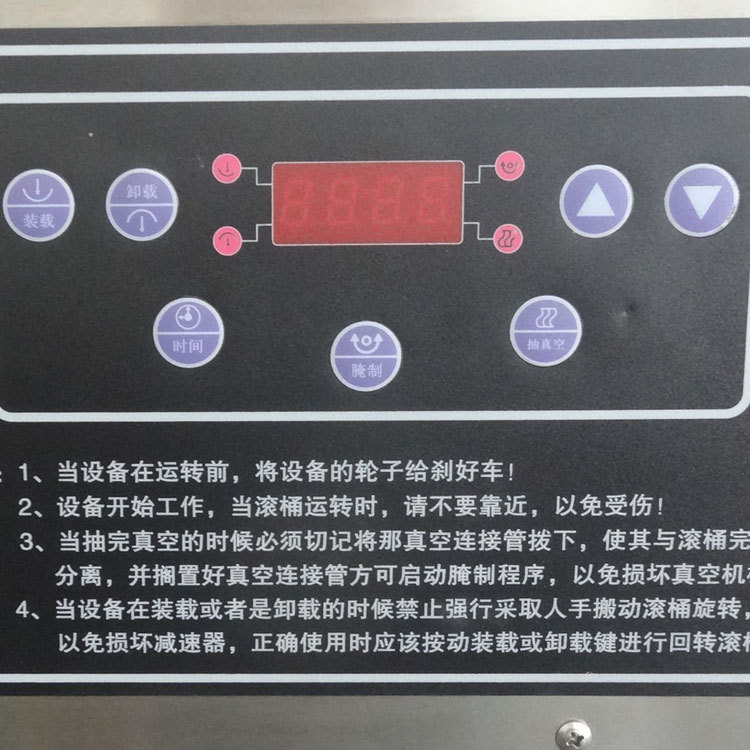 卸载
装载
时间
腌制
抽真空
:1、当设备在运转前，将设备的轮子给刹好车！
2、设备开始工作，当滚桶运转时，请不要靠近，以免受伤！
3、当抽完真空的时候必须切记将那真空连接管拨下，使其与滚桶完
分离，并搁置好真空连接管方可启动腌制程序，以免损坏真空机
4、当设备在装载或者是卸载的时候禁止强行采取人手搬动滚桶旋转，
以免损坏减速器，正确使用时应该按动装载或卸载键进行回转滚